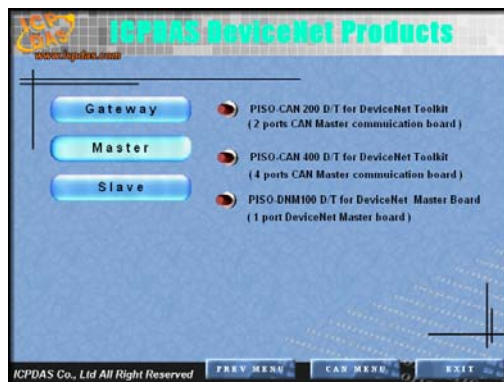 ICP DAS
www.icpdas.com
ICPDAS DeviceNet Products
Gateway
Master
Slave
PISO-CAN 200 D/T for DeviceNet Toolkit
( 2 ports CAN Master commuication board )
PISO-CAN 400 D/T for DeviceNet Toolkit
( 4 ports CAN Master commuication board )
PISO-DNM100 D/T for DeviceNet Master Board
( 1 port DeviceNet Master board )
ICPDAS Co., Ltd All Right Reserved
PREV MENU
CAN MENU
EXIT